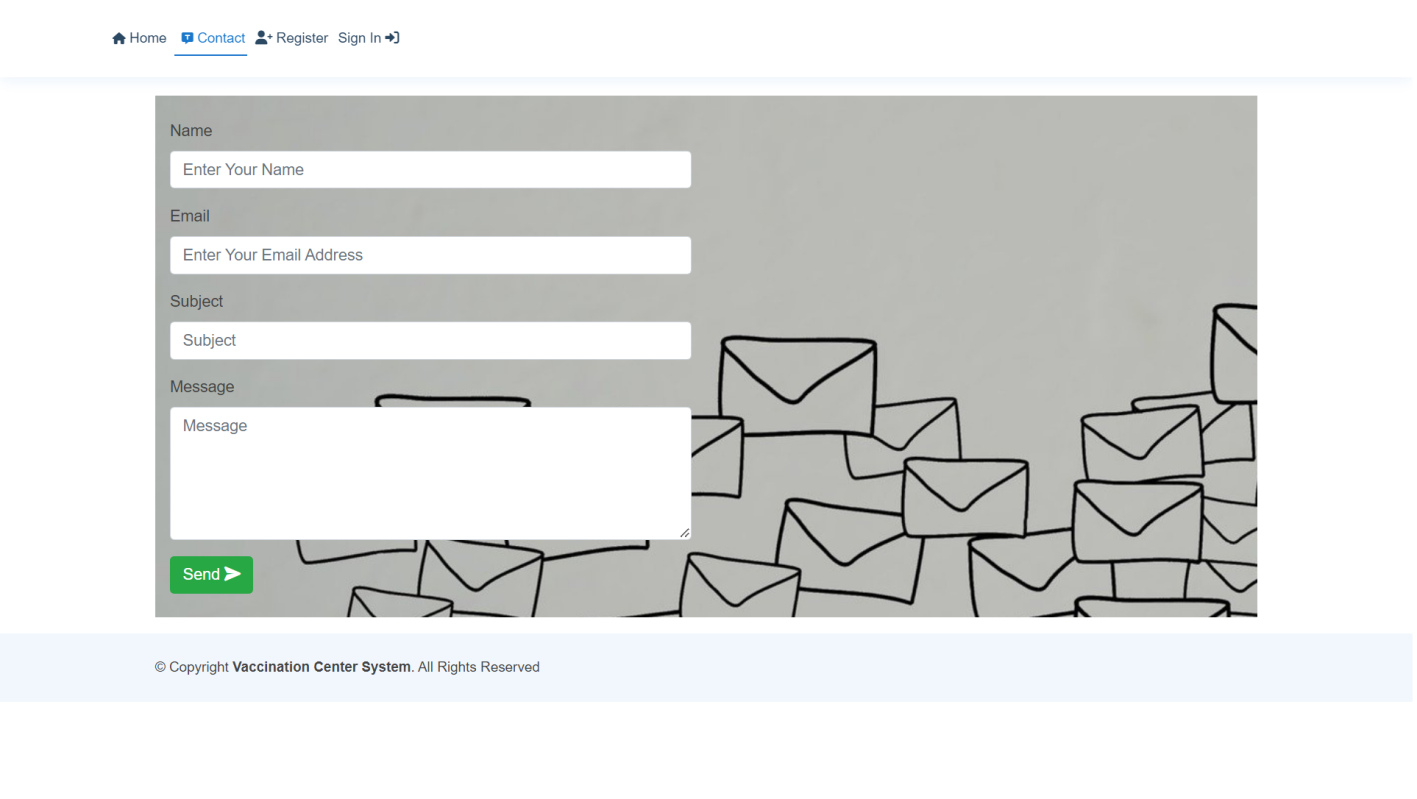 Home Contact Register Sign In
Name
Enter Your Name
Email
Enter Your Email Address
Subject
Subject
Message
Message
Send
© Copyright Vaccination Center System. All Rights Reserved